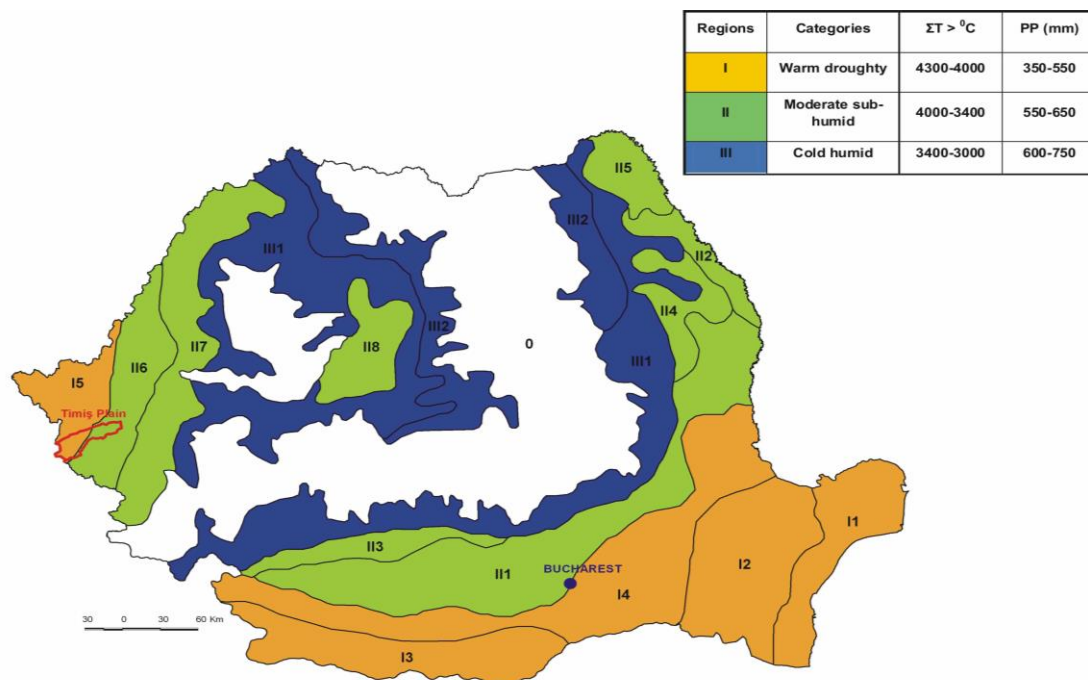 Regions Categories ΣT > ⁰C PP (mm)
I Warm droughty 4300-4000 350-550
II Moderate sub-
humid 4000-3400 550-650
III Cold humid 3400-3000 600-750
II5
III2
III1
II2
II4
III2
II7
II8
0
II6
III1
I5
Timiş Plain
I1
II3
I2
BUCHAREST
II1
I4
30 0 30 60 Km
I3